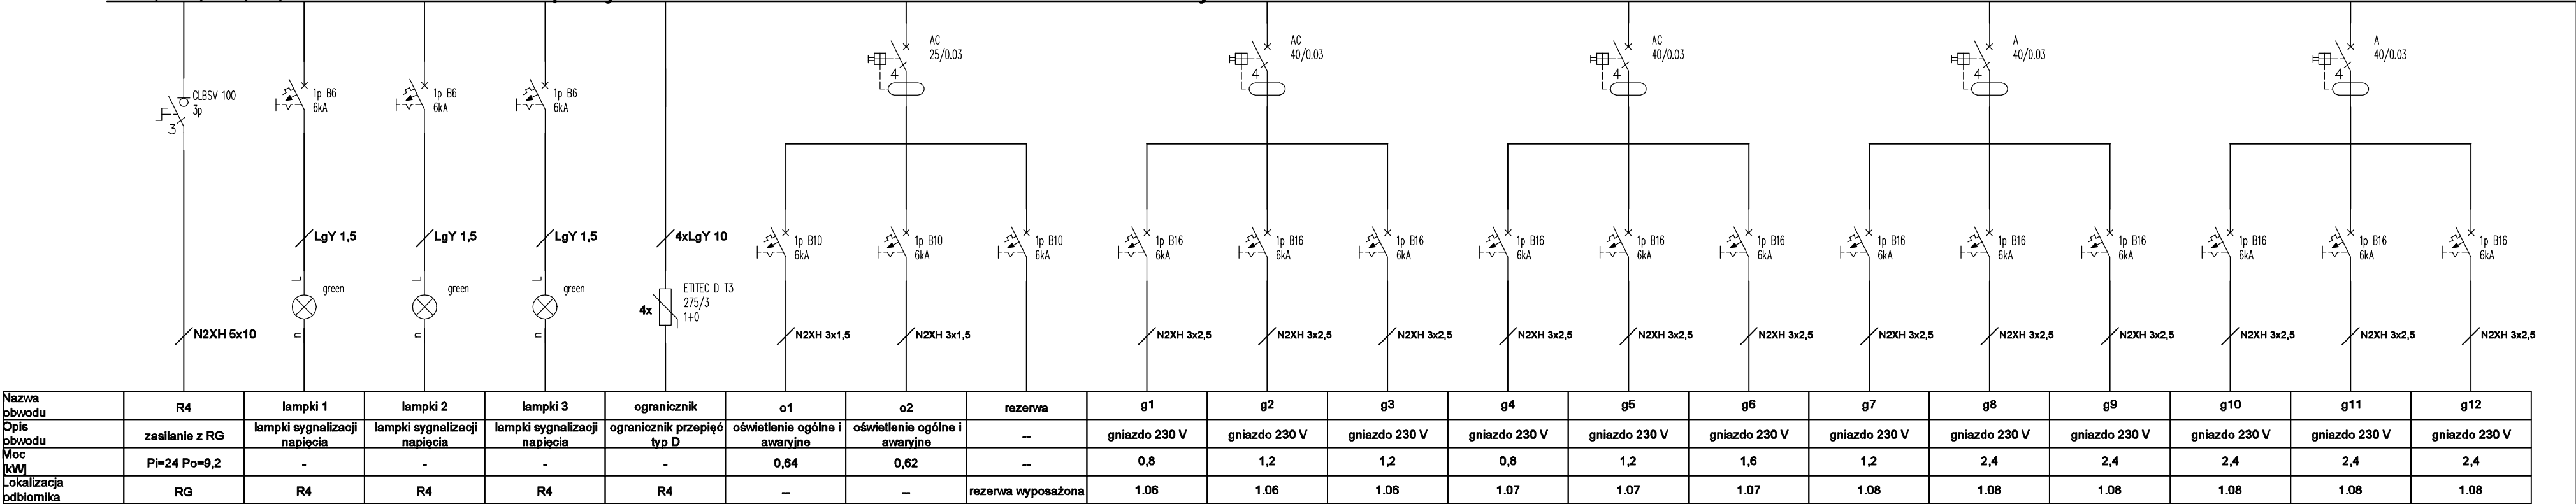 AC
25/0.03
4
AC
40/0.03
4
AC
40/0.03
4
A
40/0.03
4
A
40/0.03
4
CLBSV 100
3p
3
1p B6
6kA
1p B6
6kA
1p B6
6kA
LgY 1,5
LgY 1,5
LgY 1,5
4xLgY 10
1p B10
6kA
1p B10
6kA
1p B10
6kA
1p B16
6kA
1p B16
6kA
1p B16
6kA
1p B16
6kA
1p B16
6kA
1p B16
6kA
1p B16
6kA
1p B16
6kA
1p B16
6kA
1p B16
6kA
1p B16
6kA
1p B16
6kA
L
green
n
L
green
n
L
green
n
4x
ETITEC D T3
275/3
1+0
N2XH 5x10
N2XH 3x1,5
N2XH 3x1,5
N2XH 3x2,5
N2XH 3x2,5
N2XH 3x2,5
N2XH 3x2,5
N2XH 3x2,5
N2XH 3x2,5
N2XH 3x2,5
N2XH 3x2,5
N2XH 3x2,5
N2XH 3x2,5
N2XH 3x2,5
N2XH 3x2,5
Nazwa
obwodu
R4
lampki 1
lampki 2
lampki 3
ogranicznik
o1
o2
rezerwa
g1
g2
g3
g4
g5
g6
g7
g8
g9
g10
g11
g12
Opis
obwodu
zasilanie z RG
lampki sygnalizacji
napięcia
lampki sygnalizacji
napięcia
lampki sygnalizacji
napięcia
ogranicznik przepięć
typ D
oświetlenie ogólne i
awaryjne
oświetlenie ogólne i
awaryjne
---
gniazdo 230 V
gniazdo 230 V
gniazdo 230 V
gniazdo 230 V
gniazdo 230 V
gniazdo 230 V
gniazdo 230 V
gniazdo 230 V
gniazdo 230 V
gniazdo 230 V
gniazdo 230 V
gniazdo 230 V
Moc
[kW]
Pi=24 Po=9,2
-
-
-
-
0,64
0,62
---
0,8
1,2
1,2
0,8
1,2
1,6
1,2
2,4
2,4
2,4
2,4
2,4
Lokalizacja
odbiornika
RG
R4
R4
R4
R4
---
---
rezerwa wyposażona
1.06
1.06
1.06
1.07
1.07
1.07
1.08
1.08
1.08
1.08
1.08
1.08